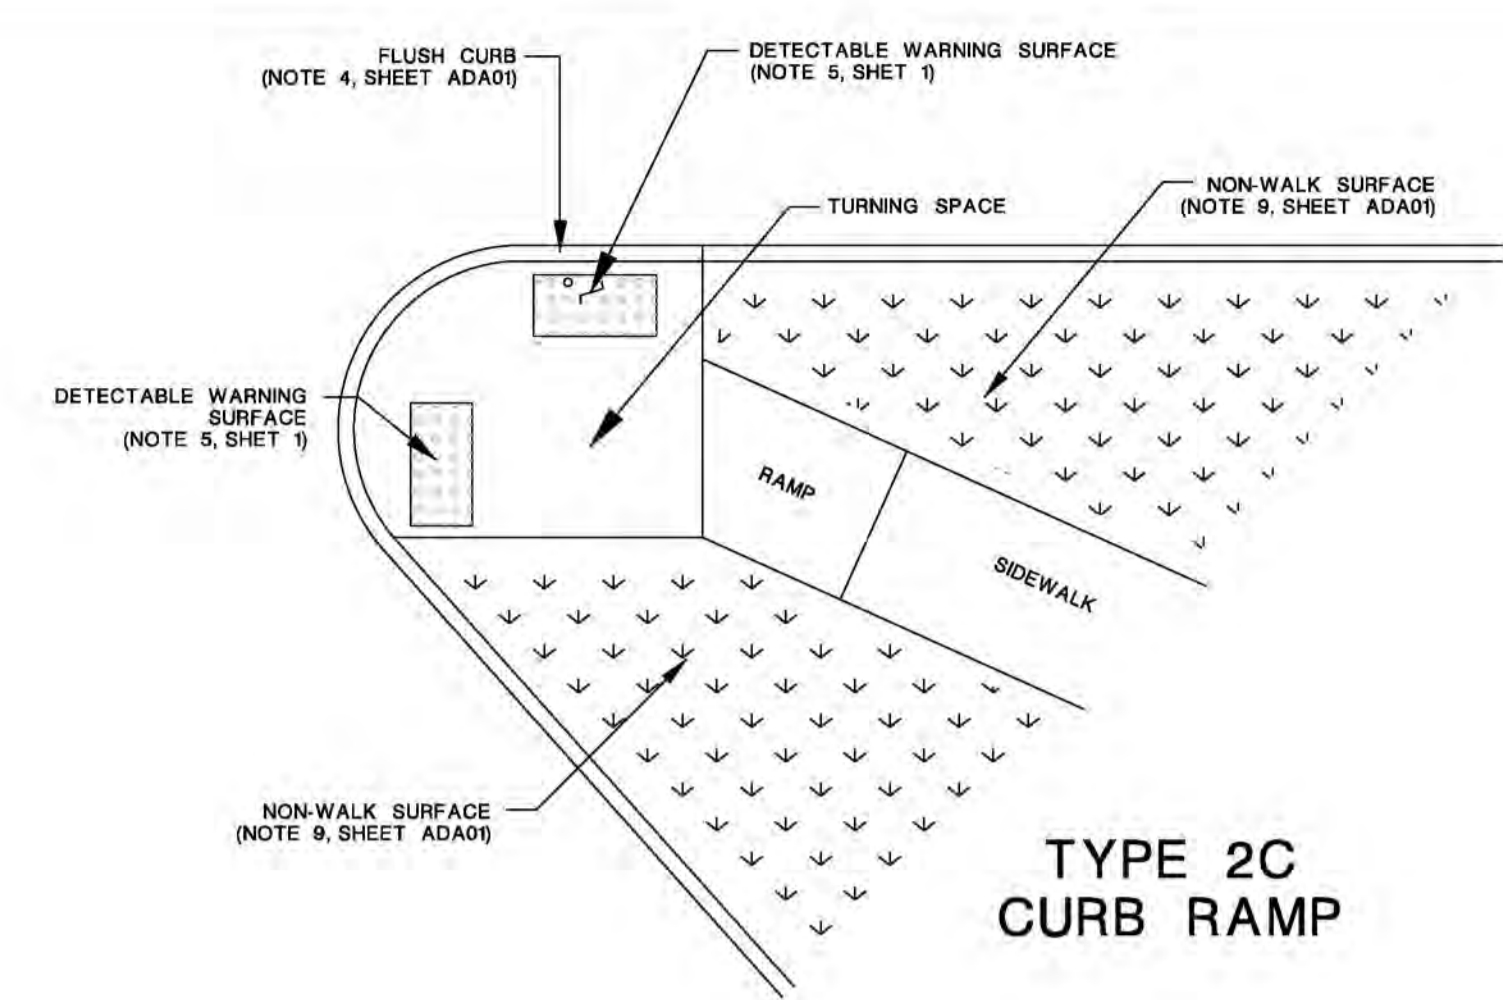 FLUSH CURB
(NOTE 4, SHEET ADA01)
DETECTABLE WARNING SURFACE
(NOTE 5, SHET 1)
NON-WALK SURFACE
(NOTE 9, SHEET ADA01)
TURNING SPACE
DETECTABLE WARNING
SURFACE
(NOTE 5, SHET 1)
RAMP
SIDEWALK
NON-WALK SURFACE
(NOTE 9, SHEET ADA01)
TYPE 2C
CURB RAMP